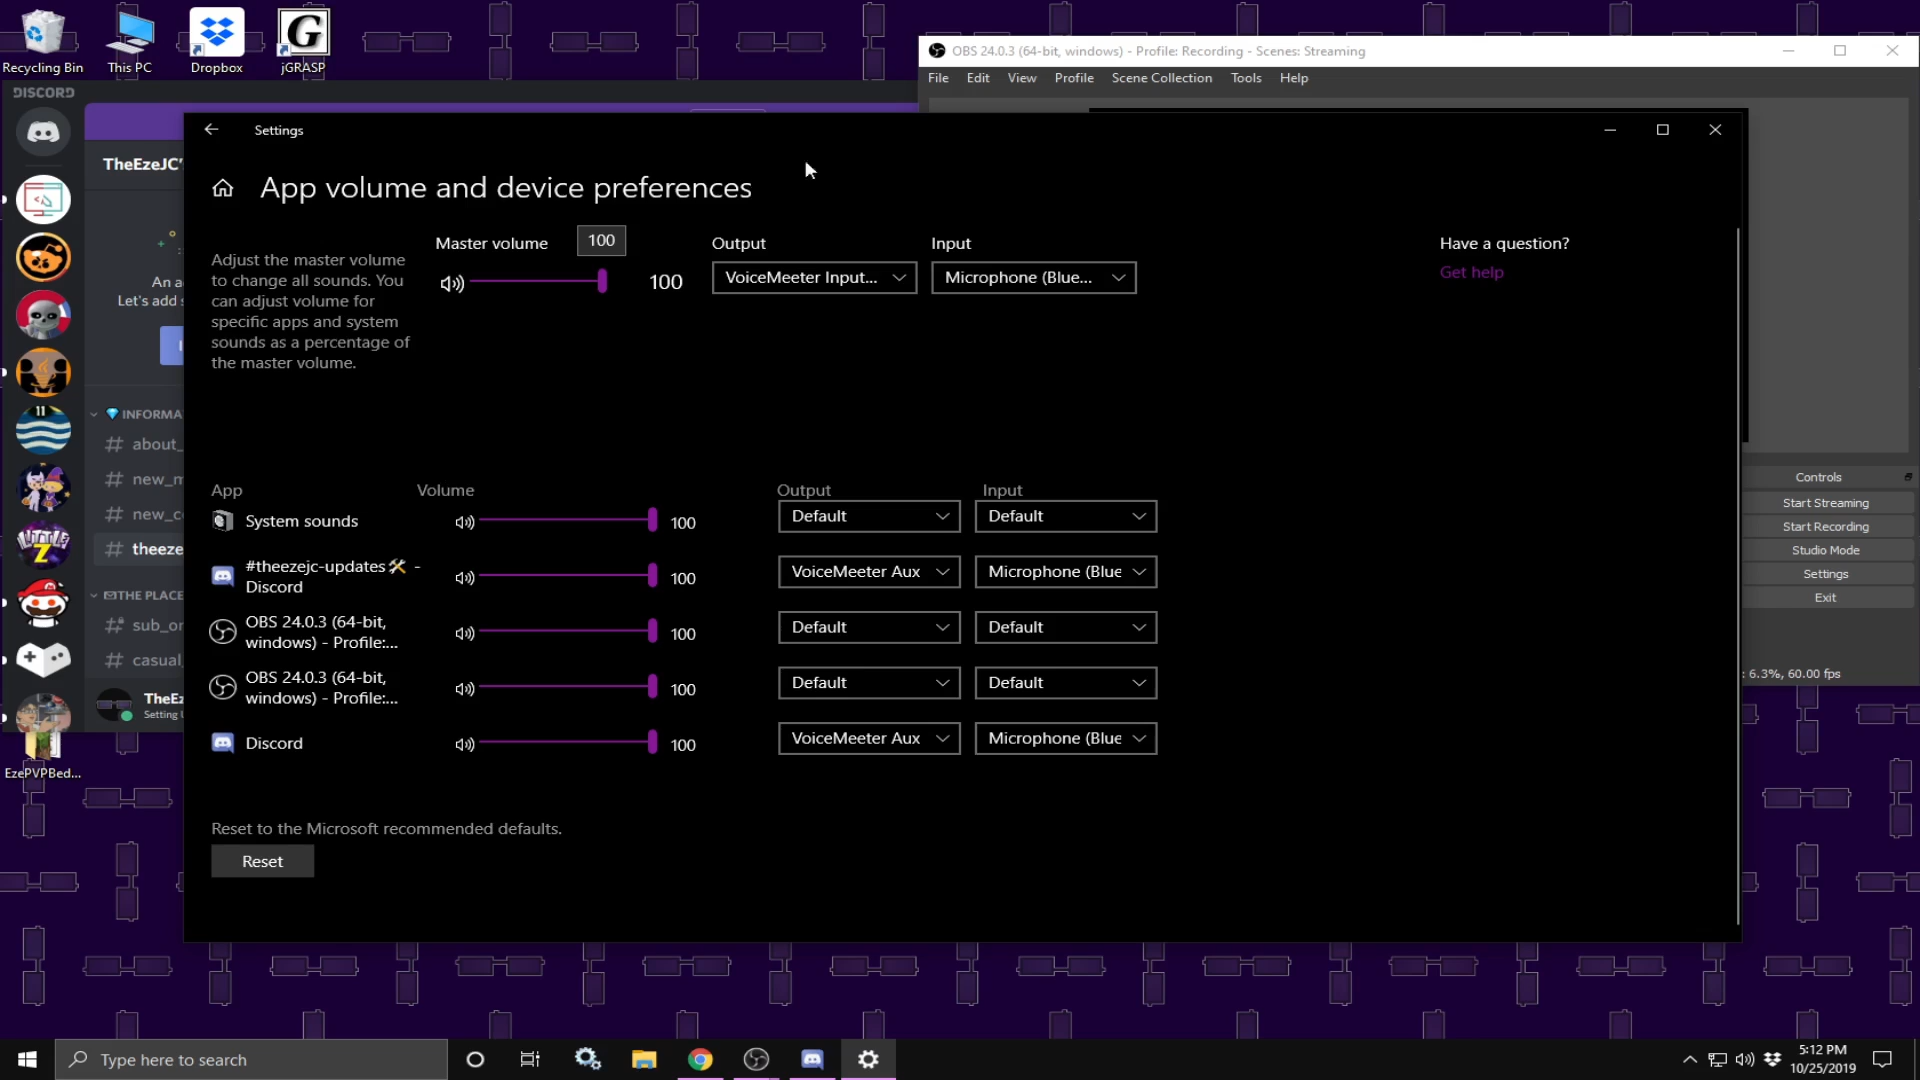 Recycling Bin
This PC
Dropbox
jGRASP
G
OBS 24.0.3 (64-bit, windows) - Profile: Recording - Scenes: Streaming
File Edit View Profile Scene Collection Tools Help
DISCORD
TheEzeJC'
An a
Let's add s
INFORMA
# about_
# new_m
# new_c
# theeze
THE PLACE
# sub_or
# casual_
TheEz
Setting U
11
LITTLE
Z
EzePVPBed...
Settings
App volume and device preferences
Adjust the master volume
to change all sounds. You
can adjust volume for
specific apps and system
sounds as a percentage of
the master volume.
Master volume
100
100
Output
VoiceMeeter Input...
Input
Microphone (Blue...
Have a question?
Get help
App Volume Output Input
System sounds 100 Default Default
#theezejc-updates🛠 -
Discord
100 VoiceMeeter Aux Microphone (Blue
OBS 24.0.3 (64-bit,
windows) - Profile:...
100 Default Default
OBS 24.0.3 (64-bit,
windows) - Profile:...
100 Default Default
Discord 100 VoiceMeeter Aux Microphone (Blue
Reset to the Microsoft recommended defaults.
Reset
Controls
Start Streaming
Start Recording
Studio Mode
Settings
Exit
: 6.3%, 60.00 fps
Type here to search
5:12 PM
10/25/2019